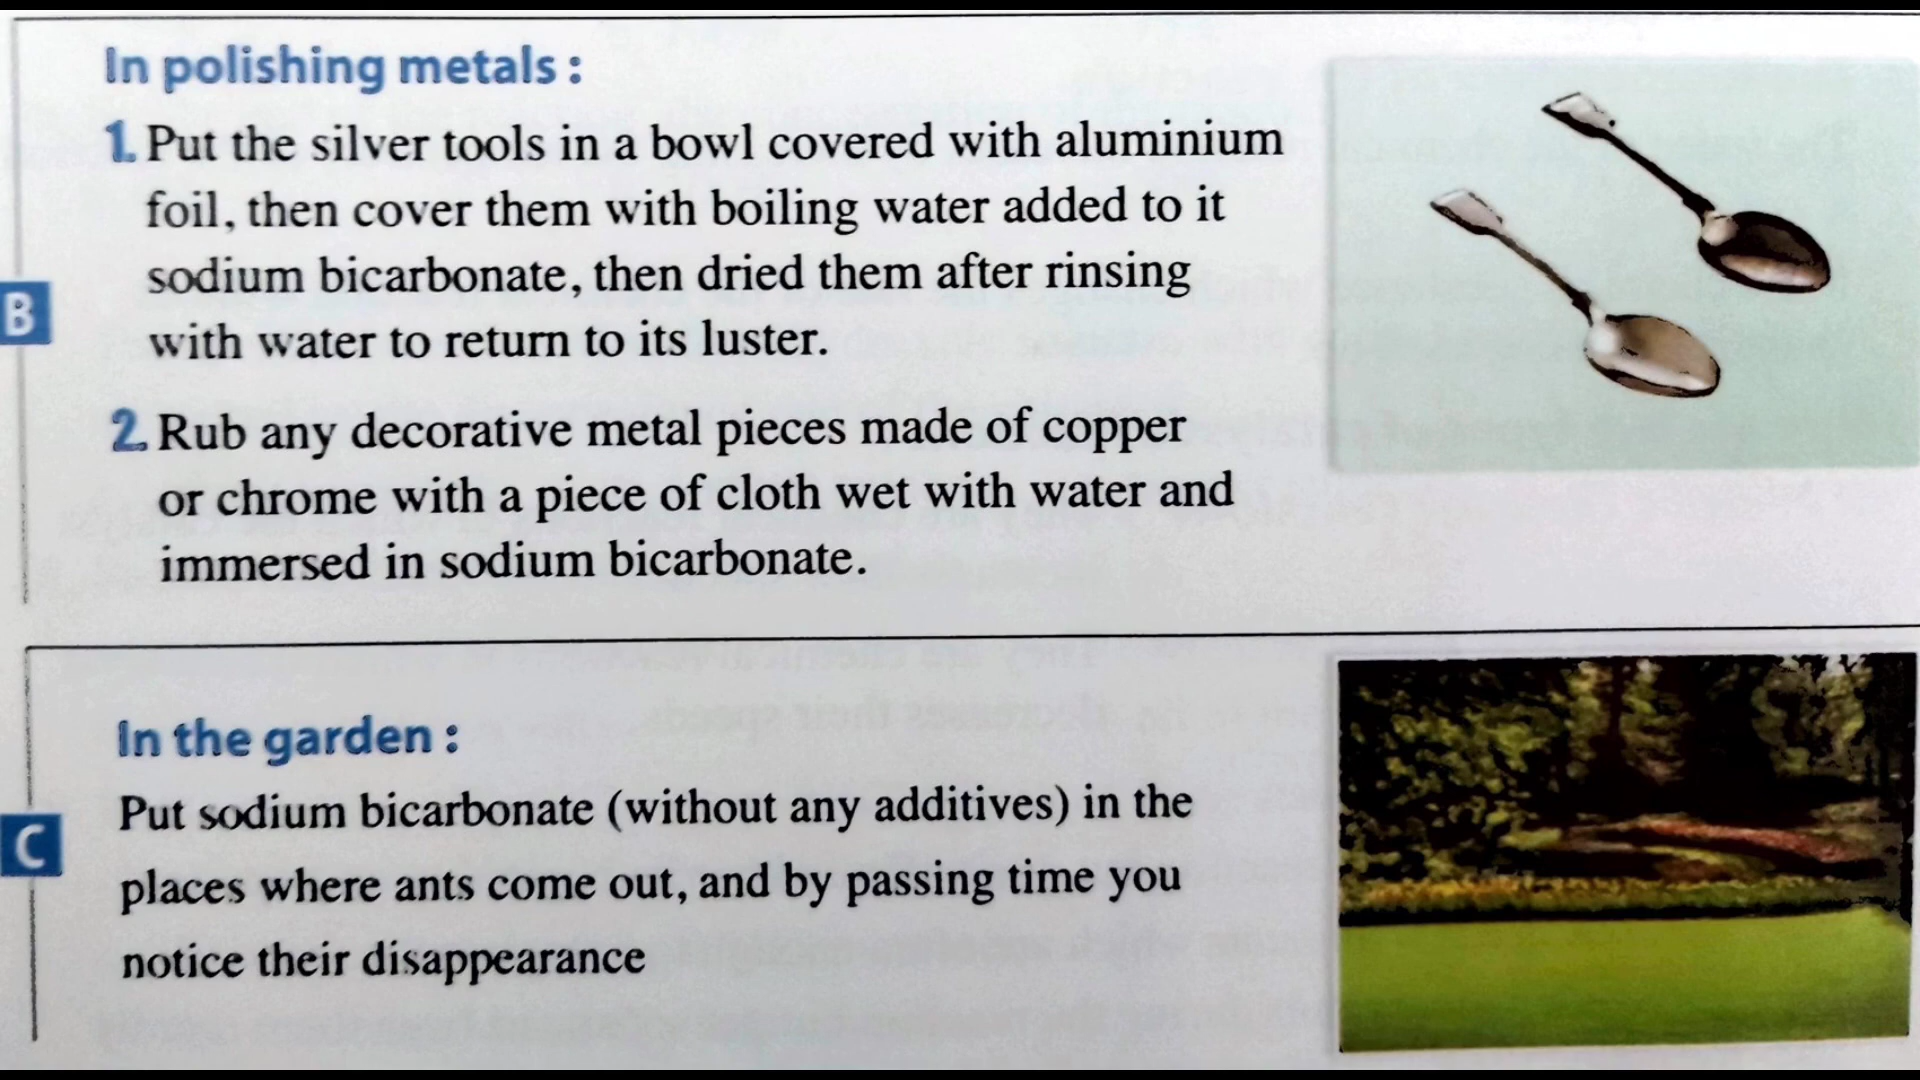 In polishing metals :
1. Put the silver tools in a bowl covered with aluminium
foil, then cover them with boiling water added to it
sodium bicarbonate, then dried them after rinsing
with water to return to its luster.
B
2. Rub any decorative metal pieces made of copper
or chrome with a piece of cloth wet with water and
immersed in sodium bicarbonate.
In the garden :
Put sodium bicarbonate (without any additives) in the
C
places where ants come out, and by passing time you
notice their disappearance